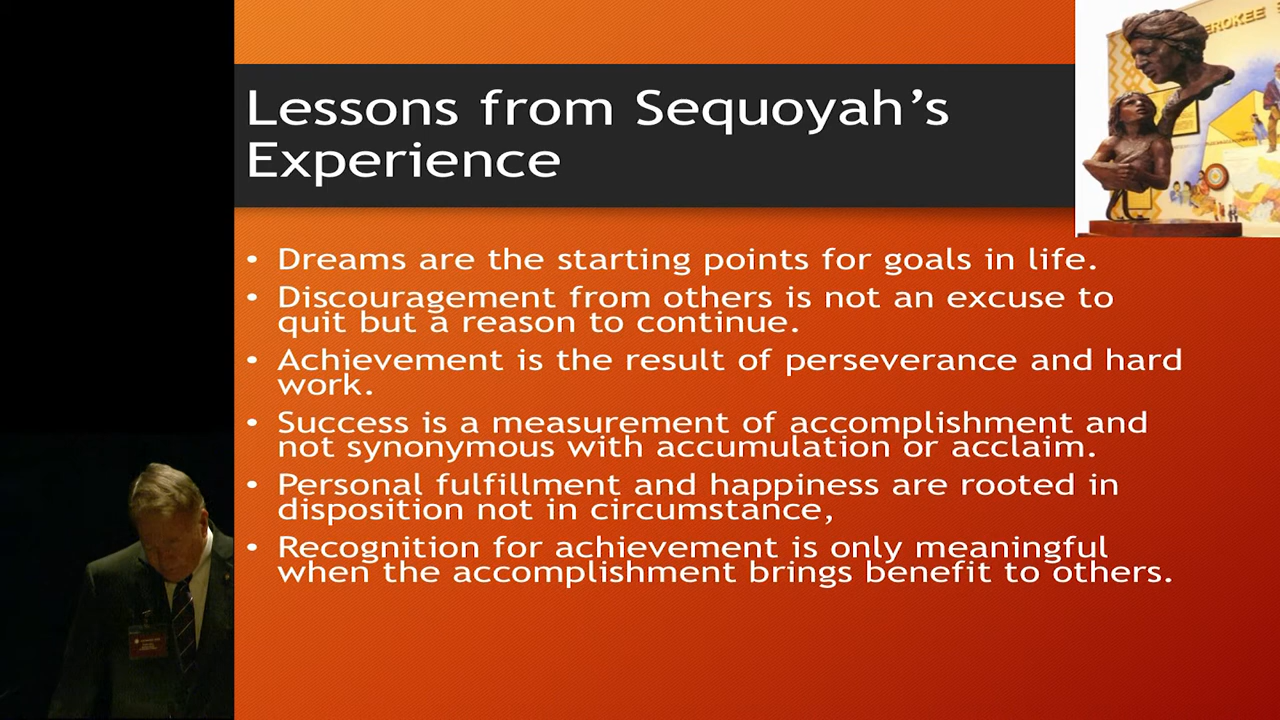 Lessons from Sequoyah’s
Experience
• Dreams are the starting points for goals in life.
• Discouragement from others is not an excuse to
quit but a reason to continue.
• Achievement is the result of perseverance and hard
work.
• Success is a measurement of accomplishment and
not synonymous with accumulation or acclaim.
• Personal fulfillment and happiness are rooted in
disposition not in circumstance,
• Recognition for achievement is only meaningful
when the accomplishment brings benefit to others.